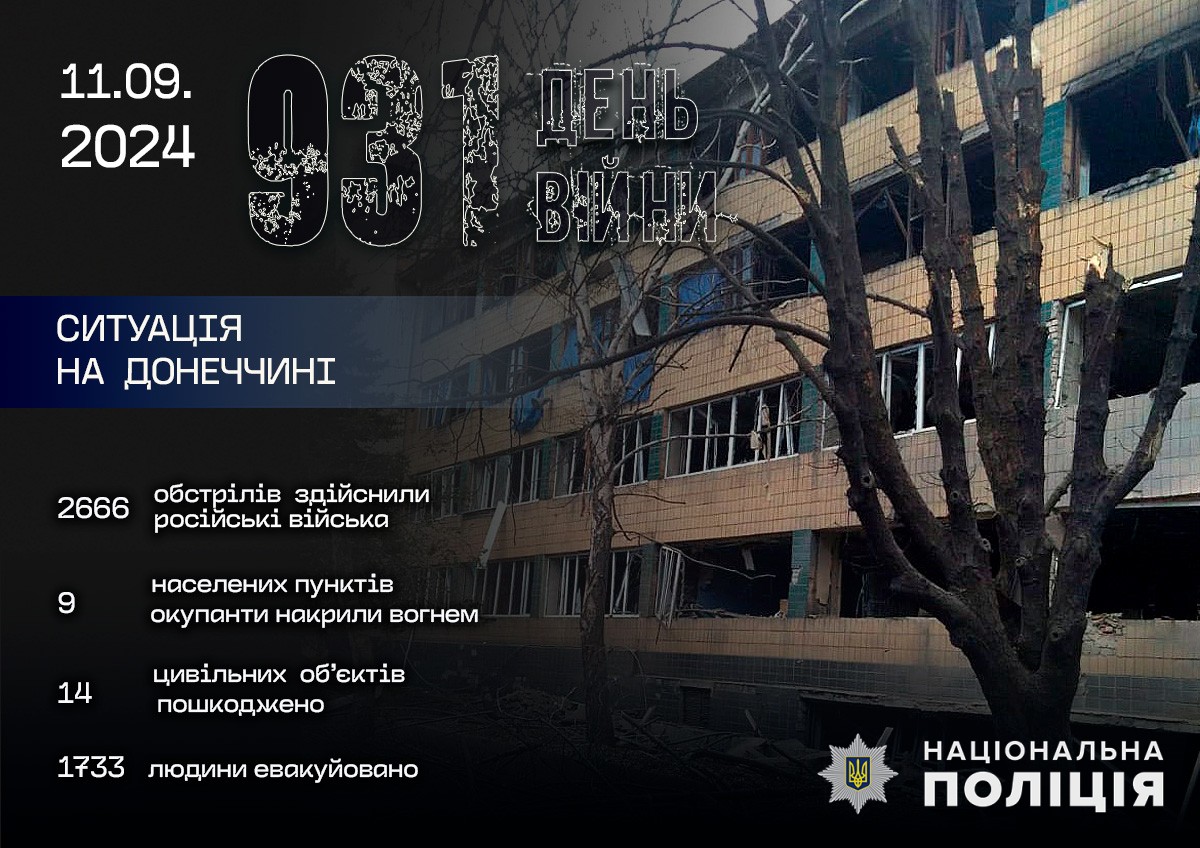 11.09.
2024
931
ДЕНЬ
ВІЙНИ
СИТУАЦІЯ
НА ДОНЕЧЧИНІ
2666 обстрілів здійснили
російські війська
9 населених пунктів
окупанти накрили вогнем
14 цивільних об'єктів
пошкоджено
1733 людини евакуйовано
НАЦІОНАЛЬНА
ПОЛІЦІЯ